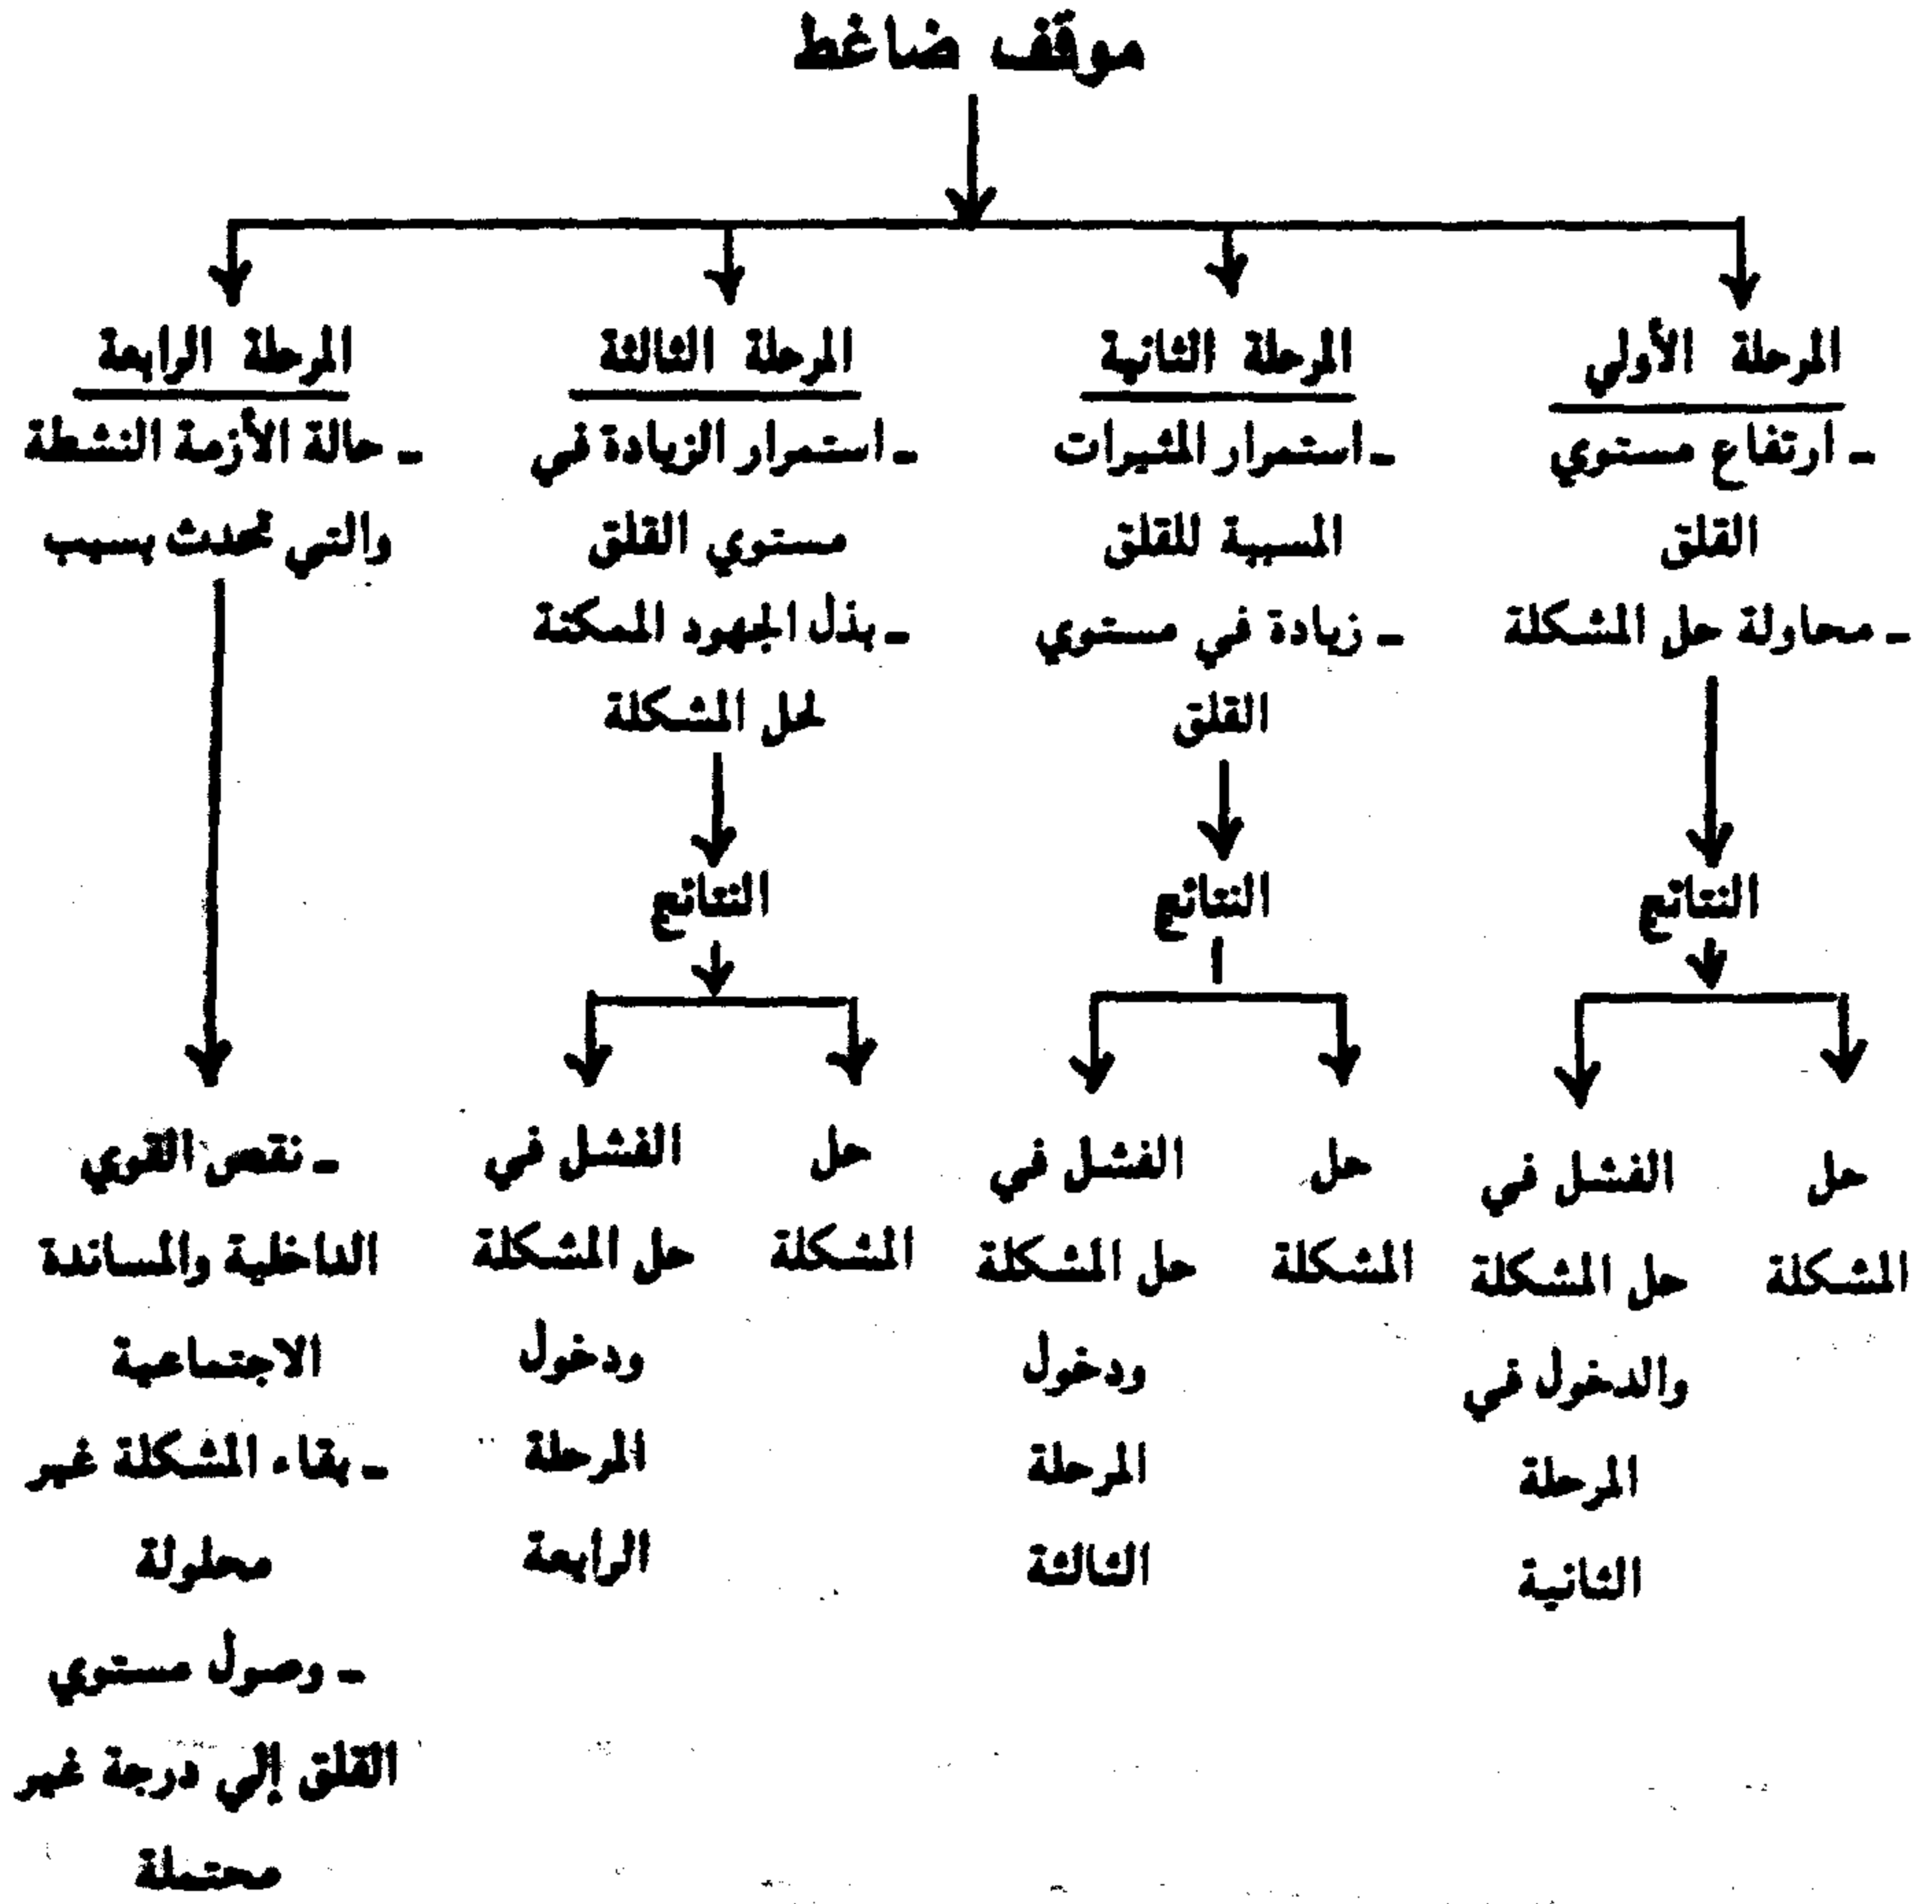 موقف ضاغط
المرحلة الأولي
- ارتفاع مستوي
القلق
- محاولة حل المشكلة
النتائج
حل
المشكلة
الفشل في
حل المشكلة
والدخول في
المرحلة
الثانية
المرحلة الثانية
- استمرار المثيرات
المسببة للقلق
- زيادة في مستوي
القلق
النتائج
حل
المشكلة
الفشل في
حل المشكلة
ودخول
المرحلة
الثالثة
المرحلة الثالثة
- استمرار الزيادة في
مستوي القلق
- بذل الجهود الممكنة
لحل المشكلة
النتائج
حل
المشكلة
الفشل في
حل المشكلة
ودخول
المرحلة
الرابعة
المرحلة الرابعة
- حالة الأزمة النشطة
والتي تحدث بسبب
- نقص القوي
الداخلية والمساندة
الاجتماعية
- بقاء المشكلة غير
محلولة
- وصول مستوي
القلق إلي درجة غير
محتملة